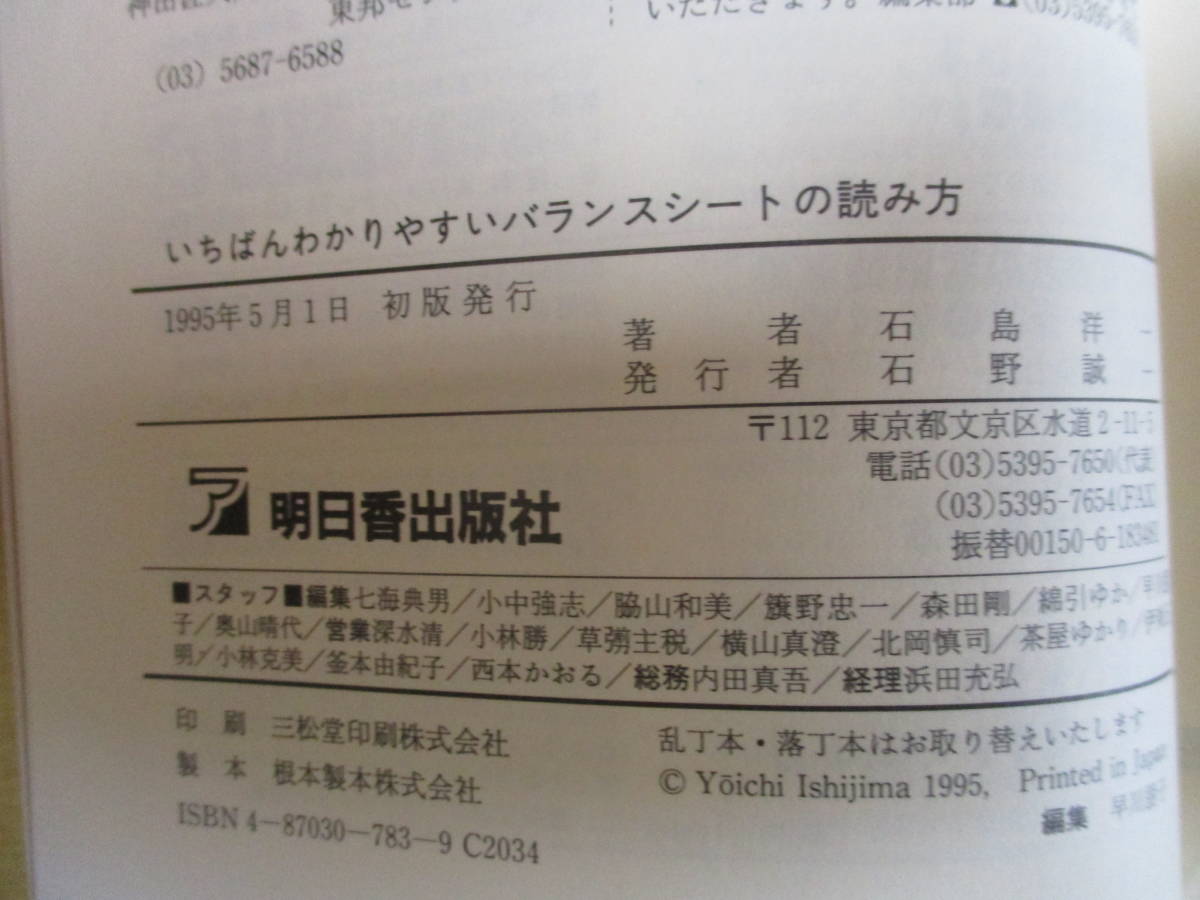 (03) 5687-6588
いただきます。編集部 ☎(03)5395-
いちばんわかりやすいバランスシートの読み方
1995年5月1日 初版発行
著者 石島洋一
発行者 石野誠一
〒112 東京都文京区水道2-11-5
電話(03)5395-7650(代表)
(03)5395-7654(FAX)
振替00150-6-183481
ア 明日香出版社
■スタッフ■編集七海典男／小中強志／脇山和美／籏野忠一／森田剛／綿引ゆか／早川
子／奥山晴代／営業深水清／小林勝／草弼主税／横山真澄／北岡慎司／茶屋ゆかり／伊
明／小林克美／釜本由紀子／西本かおる／総務内田真吾／経理浜田充弘
印刷 三松堂印刷株式会社
製本 根本製本株式会社
ISBN 4-87030-783-9 C2034
乱丁本・落丁本はお取り替えいたします
© Yōichi Ishijima 1995, Printed in Japan
編集 早川